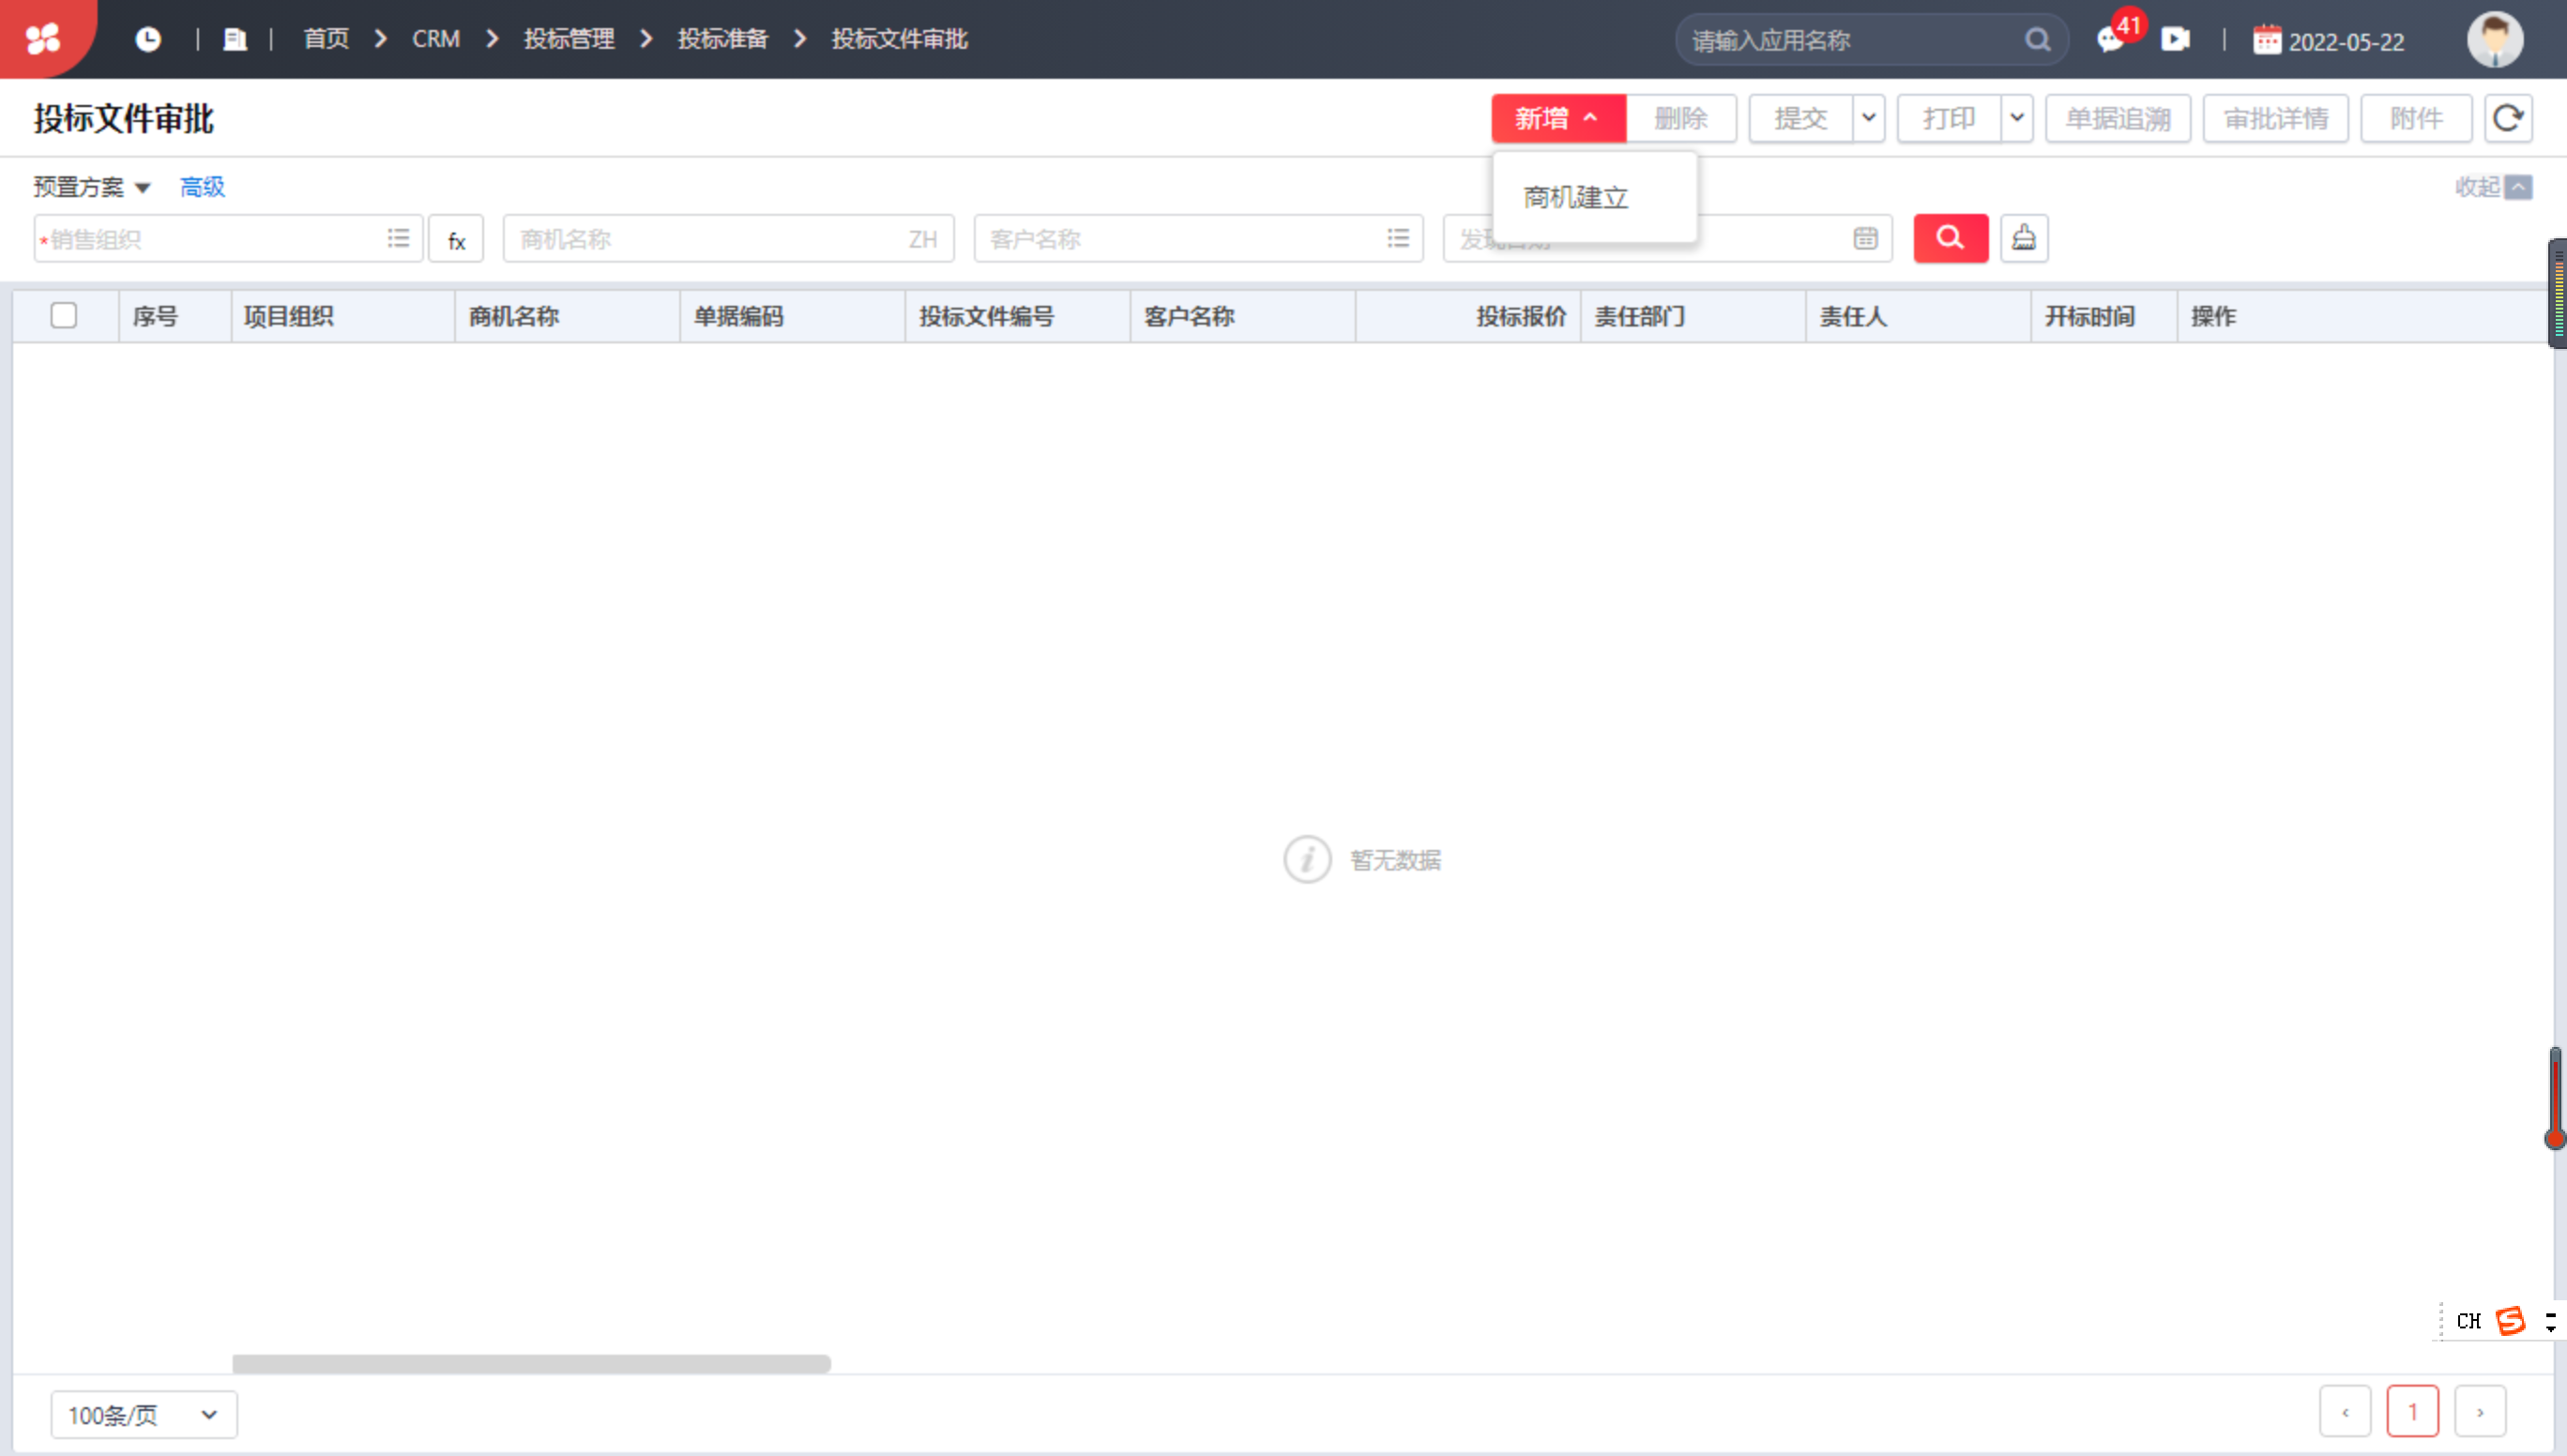 首页 > CRM > 投标管理 > 投标准备 > 投标文件审批 请输入应用名称 41 2022-05-22
投标文件审批 新增 删除 提交 打印 单据追溯 审批详情 附件
预置方案 高级 商机建立 收起
*销售组织 fx 商机名称 ZH 客户名称 发现日期
序号 项目组织 商机名称 单据编码 投标文件编号 客户名称 投标报价 责任部门 责任人 开标时间 操作
暂无数据
CH
100条/页 ‹ 1 ›